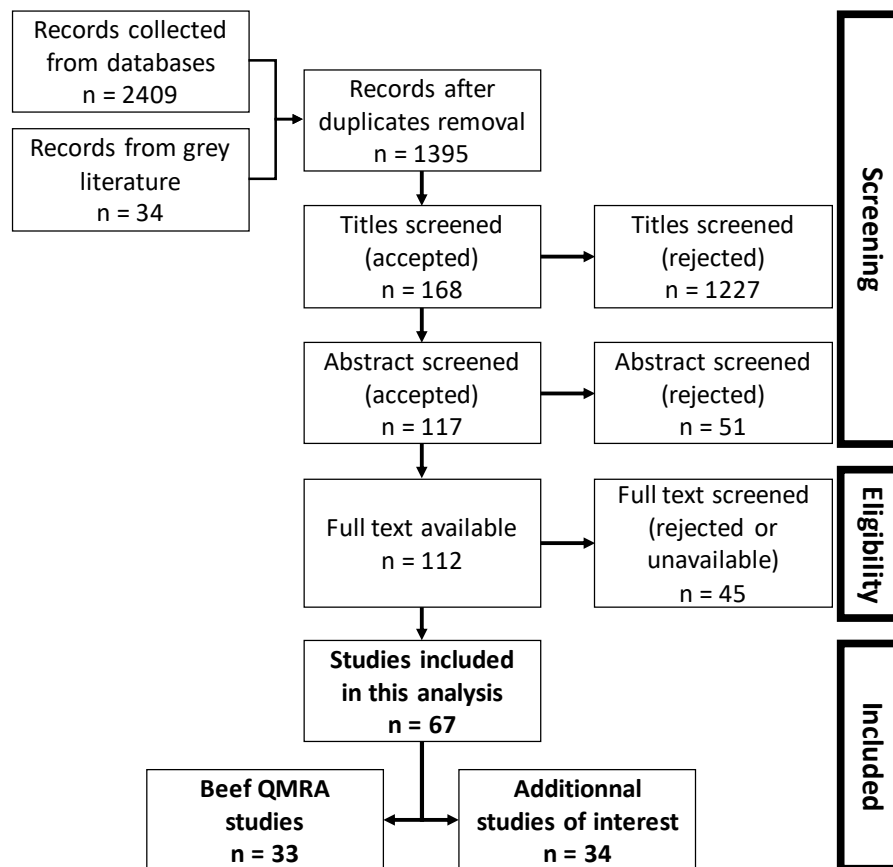 Records collected
from databases
n = 2409
Records from grey
literature
n = 34
Records after
duplicates removal
n = 1395
Titles screened
(accepted)
n = 168
Titles screened
(rejected)
n = 1227
Abstract screened
(accepted)
n = 117
Abstract screened
(rejected)
n = 51
Screening
Full text available
n = 112
Full text screened
(rejected or
unavailable)
n = 45
Eligibility
Studies included
in this analysis
n = 67
Beef QMRA
studies
n = 33
Additionnal
studies of interest
n = 34
Included